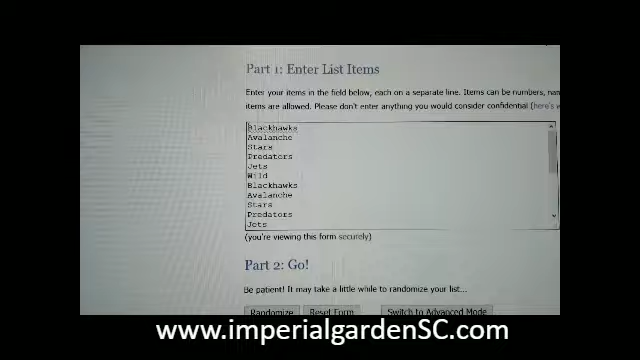 Part 1: Enter List Items
Enter your items in the field below, each on a separate line. Items can be numbers, nam
items are allowed. Please don't enter anything you would consider confidential (here's w
Blackhawks
Avalanche
Stars
Predators
Jets
Wild
Blackhawks
Avalanche
Stars
Predators
Jets
(you're viewing this form securely)
Part 2: Go!
Be patient! It may take a little while to randomize your list...
Randomize Reset Form Switch to Advanced Mode
www.imperialgardenSC.com